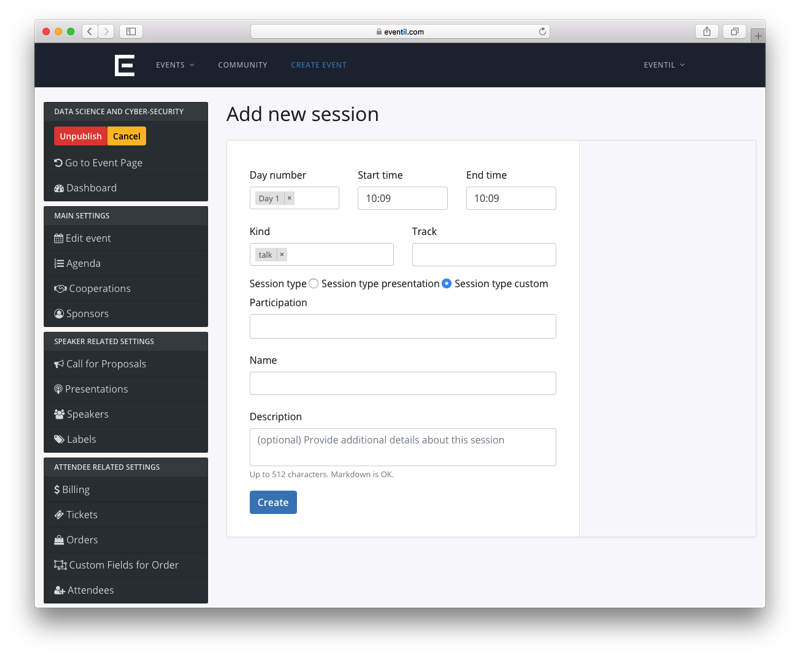 eventil.com
EVENTS
COMMUNITY
CREATE EVENT
EVENTIL
DATA SCIENCE AND CYBER-SECURITY
Unpublish
Cancel
Go to Event Page
Dashboard
MAIN SETTINGS
Edit event
Agenda
Cooperations
Sponsors
SPEAKER RELATED SETTINGS
Call for Proposals
Presentations
Speakers
Labels
ATTENDEE RELATED SETTINGS
$ Billing
Tickets
Orders
Custom Fields for Order
Attendees
Add new session
Day number
Start time
End time
Day 1 ×
10:09
10:09
Kind
Track
talk ×
Session type Session type presentation Session type custom
Participation
Name
Description
(optional) Provide additional details about this session
Up to 512 characters. Markdown is OK.
Create